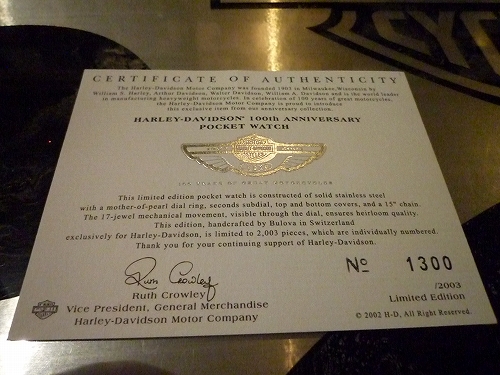 CERTIFICATE OF AUTHENTICITY
The Harley-Davidson Motor Company was founded 1903 in Milwaukee, Wisconsin by
William S. Harley, Arthur Davidson, Walter Davidson, William A. Davidson and is the world leader
in manufacturing heavyweight motorcycles. In celebration of 100 years of great motorcycles,
the Harley-Davidson Motor Company is proud to introduce
this exclusive item from our anniversary collection.
HARLEY-DAVIDSON® 100th ANNIVERSARY
POCKET WATCH
100 YEARS OF GREAT MOTORCYCLES
This limited edition pocket watch is constructed of solid stainless steel
with a mother-of-pearl dial ring, seconds subdial, top and bottom covers, and a 15" chain.
The 17-jewel mechanical movement, visible through the dial, ensures heirloom quality.
This edition, handcrafted by Bulova in Switzerland
exclusively for Harley-Davidson, is limited to 2,003 pieces, which are individually numbered.
Thank you for your continuing support of Harley-Davidson.
Nº 1300
/2003
Limited Edition
Ruth Crowley
Ruth Crowley
Vice President, General Merchandise
Harley-Davidson Motor Company
© 2002 H-D, All Right Reserved.